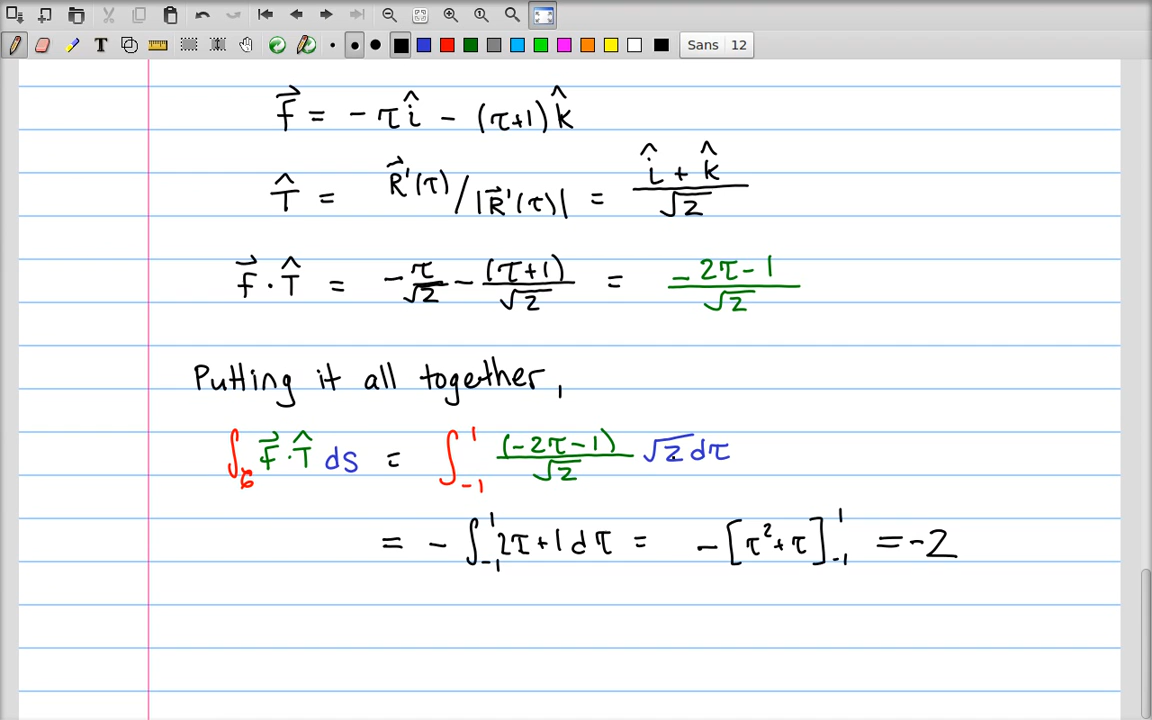 Sans 12
f⃗ = - τ î - (τ+1) k̂
T̂ = R⃗'(τ) / |R⃗'(τ)| = (î + k̂)/√2
f⃗ · T̂ = -τ/√2 - (τ+1)/√2 = (-2τ-1)/√2
Putting it all together,
∫_C F⃗ · T̂ ds = ∫_{-1}^{1} (-2τ-1)/√2 √2 dτ
= - ∫_{-1}^{1} 2τ+1 dτ = -[τ²+τ]_{-1}^{1} = -2